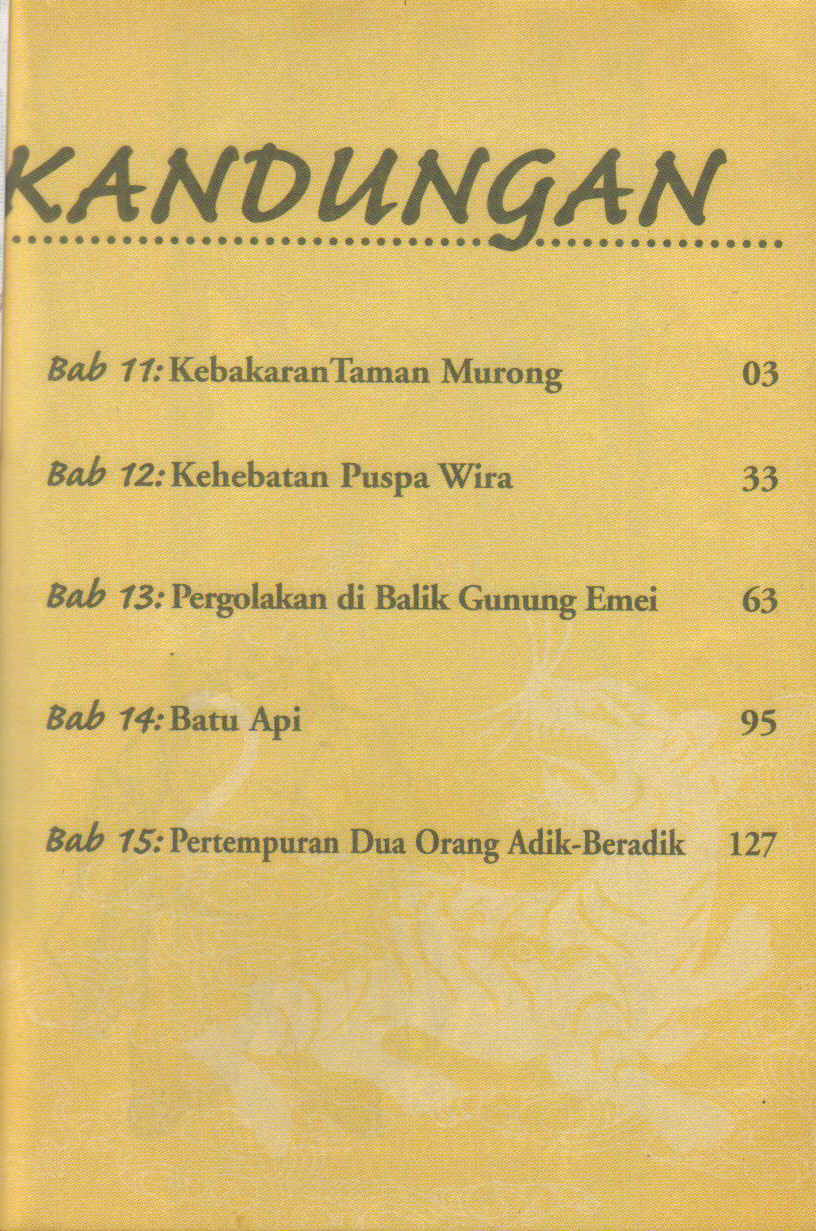 KANDUNGAN
Bab 11: KebakaranTaman Murong 03
Bab 12: Kehebatan Puspa Wira 33
Bab 13: Pergolakan di Balik Gunung Emei 63
Bab 14: Batu Api 95
Bab 15: Pertempuran Dua Orang Adik-Beradik 127